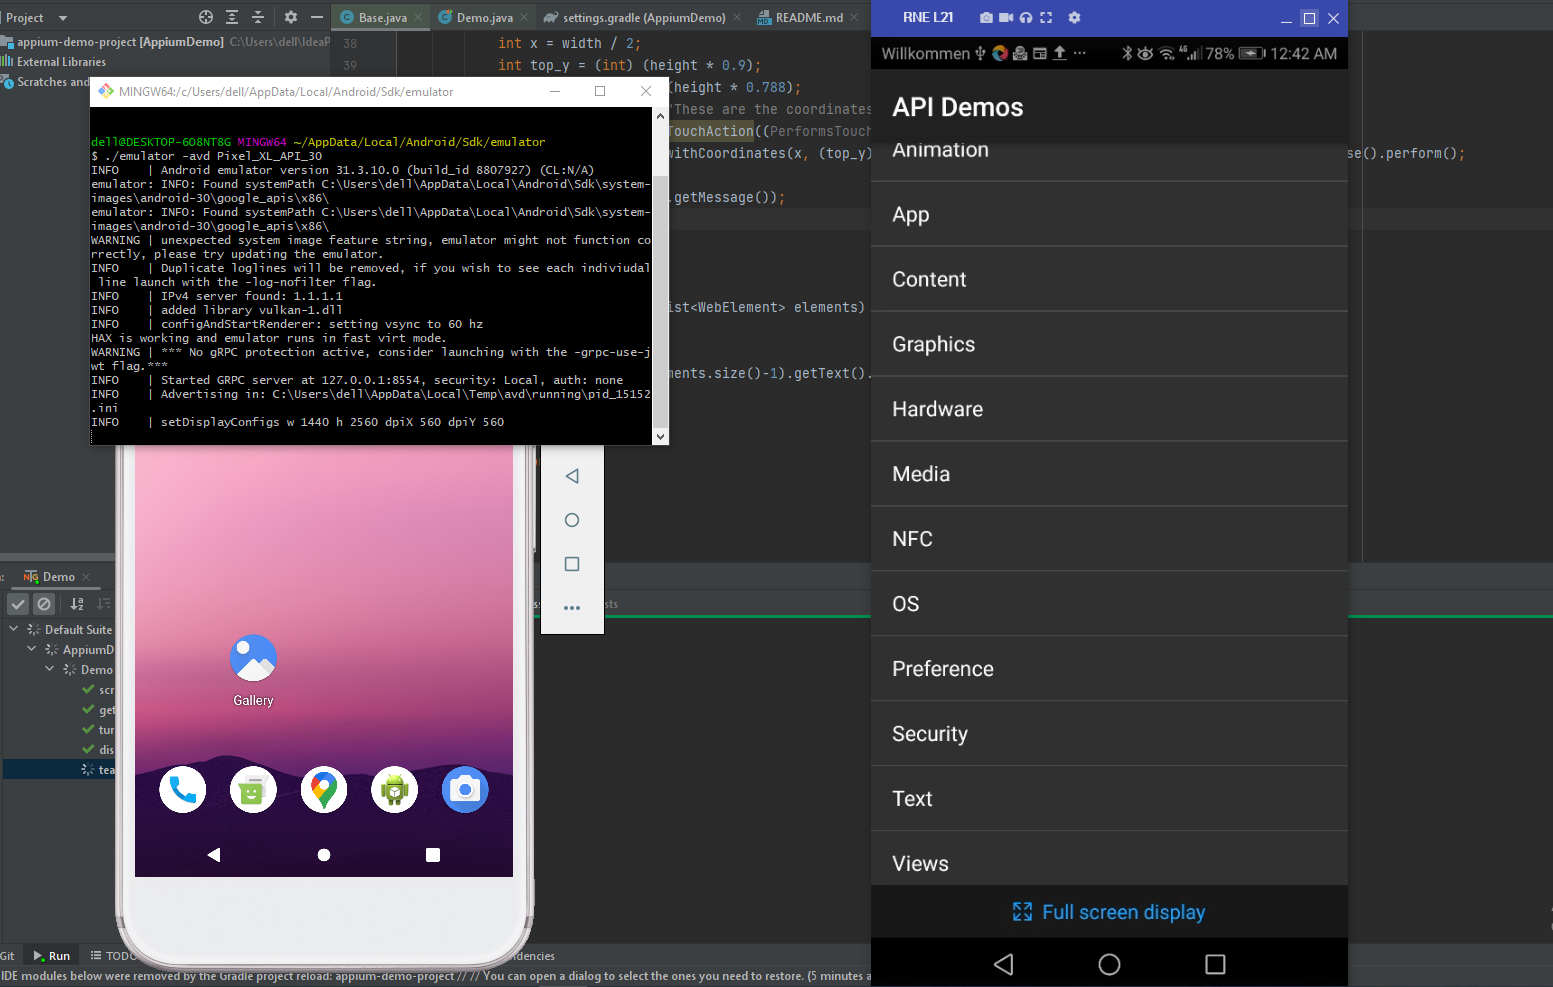 Project
Base.java
Demo.java
settings.gradle (AppiumDemo)
README.md
appium-demo-project [AppiumDemo] C:\Users\dell\IdeaP
External Libraries
Scratches and
38
39
int x = width / 2;
int top_y = (int) (height * 0.9);
(height * 0.788);
"These are the coordinates
TouchAction((PerformsTouch
withCoordinates(x, (top_y)
se().perform();
.getMessage());
ist<WebElement> elements)
ments.size()-1).getText().
MINGW64:/c/Users/dell/AppData/Local/Android/Sdk/emulator
dell@DESKTOP-6O8NT8G MINGW64 ~/AppData/Local/Android/Sdk/emulator
$ ./emulator -avd Pixel_XL_API_30
INFO | Android emulator version 31.3.10.0 (build_id 8807927) (CL:N/A)
emulator: INFO: Found systemPath C:\Users\dell\AppData\Local\Android\Sdk\system-
images\android-30\google_apis\x86\
emulator: INFO: Found systemPath C:\Users\dell\AppData\Local\Android\Sdk\system-
images\android-30\google_apis\x86\
WARNING | unexpected system image feature string, emulator might not function co
rrectly, please try updating the emulator.
INFO | Duplicate loglines will be removed, if you wish to see each indiviudal
line launch with the -log-nofilter flag.
INFO | IPv4 server found: 1.1.1.1
INFO | added library vulkan-1.dll
INFO | configAndStartRenderer: setting vsync to 60 hz
HAX is working and emulator runs in fast virt mode.
WARNING | *** No gRPC protection active, consider launching with the -grpc-use-j
wt flag.***
INFO | Started GRPC server at 127.0.0.1:8554, security: Local, auth: none
INFO | Advertising in: C:\Users\dell\AppData\Local\Temp\avd\running\pid_15152
.ini
INFO | setDisplayConfigs w 1440 h 2560 dpiX 560 dpiY 560
Gallery
Demo
sts
Default Suite
AppiumD
Demo
scr
get
tur
dis
tea
Git
Run
TODO
ndencies
IDE modules below were removed by the Gradle project reload: appium-demo-project // // You can open a dialog to select the ones you need to restore. (5 minutes a
RNE L21
Willkommen
4G
78%
12:42 AM
API Demos
Animation
App
Content
Graphics
Hardware
Media
NFC
OS
Preference
Security
Text
Views
Full screen display